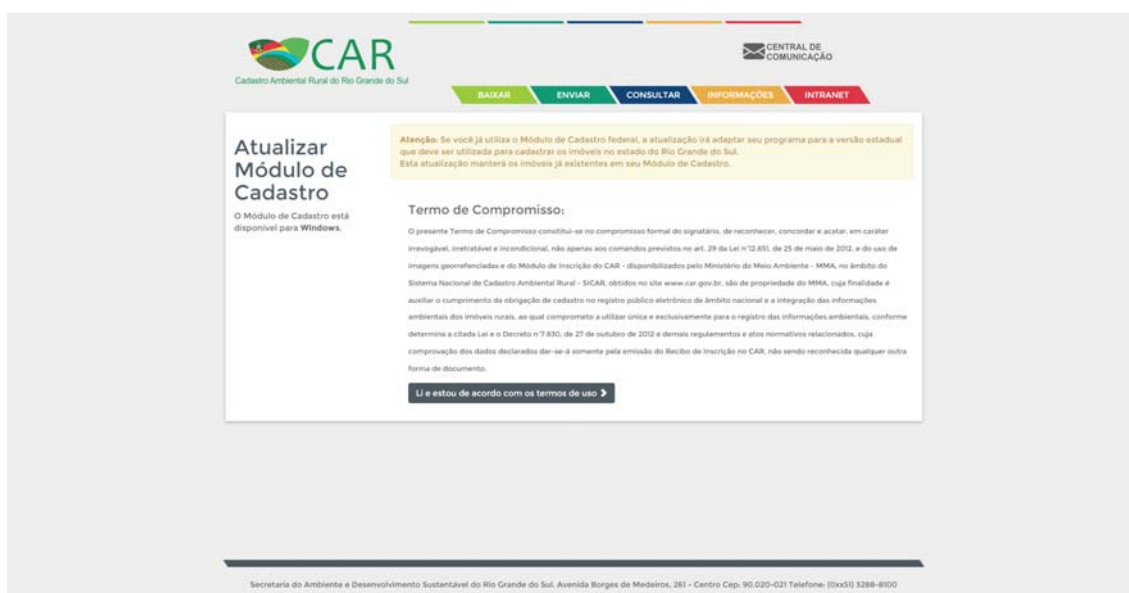 CAR
Cadastro Ambiental Rural do Rio Grande do Sul
CENTRAL DE
COMUNICAÇÃO
BAIXAR ENVIAR CONSULTAR INFORMAÇÕES INTRANET
Atualizar
Módulo de
Cadastro
O Módulo de Cadastro está
disponível para Windows.
Atenção: Se você já utiliza o Módulo de Cadastro federal, a atualização irá adaptar seu programa para a versão estadual
que deve ser utilizada para cadastrar os imóveis no estado do Rio Grande do Sul.
Esta atualização manterá os imóveis já existentes em seu Módulo de Cadastro.
Termo de Compromisso:
O presente Termo de Compromisso constitui-se no compromisso formal do signatário, de reconhecer, concordar e acatar, em caráter
irrevogável, irretratável e incondicional, não apenas aos comandos previstos no art. 29 da Lei n°12.651, de 25 de maio de 2012, e do uso de
imagens georrefenciadas e do Módulo de Inscrição do CAR - disponibilizados pelo Ministério do Meio Ambiente - MMA, no âmbito do
Sistema Nacional de Cadastro Ambiental Rural - SICAR, obtidos no site www.car.gov.br, são de propriedade do MMA, cuja finalidade é
auxiliar o cumprimento da obrigação de cadastro no registro público eletrônico de âmbito nacional e a integração das informações
ambientais dos imóveis rurais, ao qual comprometo a utilizar única e exclusivamente para o registro das informações ambientais, conforme
determina a citada Lei e o Decreto n°7.830, de 27 de outubro de 2012 e demais regulamentos e atos normativos relacionados, cuja
comprovação dos dados declarados dar-se-á somente pela emissão do Recibo de Inscrição no CAR, não sendo reconhecida qualquer outra
forma de documento.
Li e estou de acordo com os termos de uso
Secretaria do Ambiente e Desenvolvimento Sustentável do Rio Grande do Sul, Avenida Borges de Medeiros, 261 - Centro Cep: 90.020-021 Telefone: (0xx51) 3288-8100